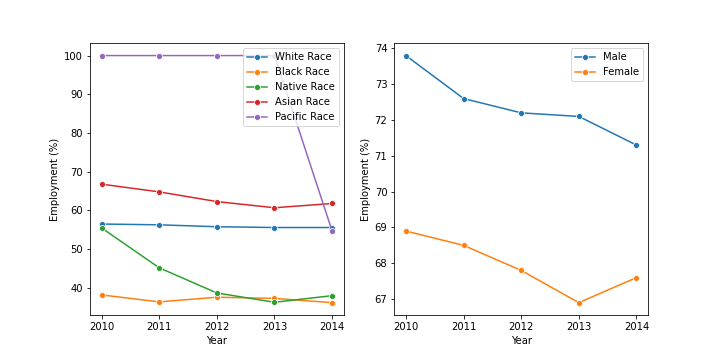 100
90
80
70
60
50
40
Employment (%)
2010 2011 2012 2013 2014
Year
White Race
Black Race
Native Race
Asian Race
Pacific Race
74
73
72
71
70
69
68
67
Employment (%)
2010 2011 2012 2013 2014
Year
Male
Female